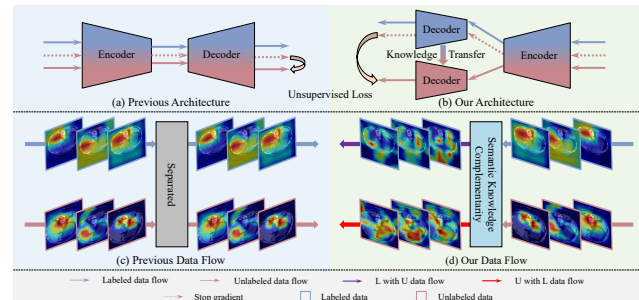 Encoder
Decoder
Unsupervised Loss
(a) Previous Architecture
Decoder
Knowledge Transfer
Decoder
Encoder
(b) Our Architecture
Separated
(c) Previous Data Flow
Semantic Knowledge
Complementarity
(d) Our Data Flow
Labeled data flow
Unlabeled data flow
L with U data flow
U with L data flow
Stop gradient
Labeled data
Unlabeled data